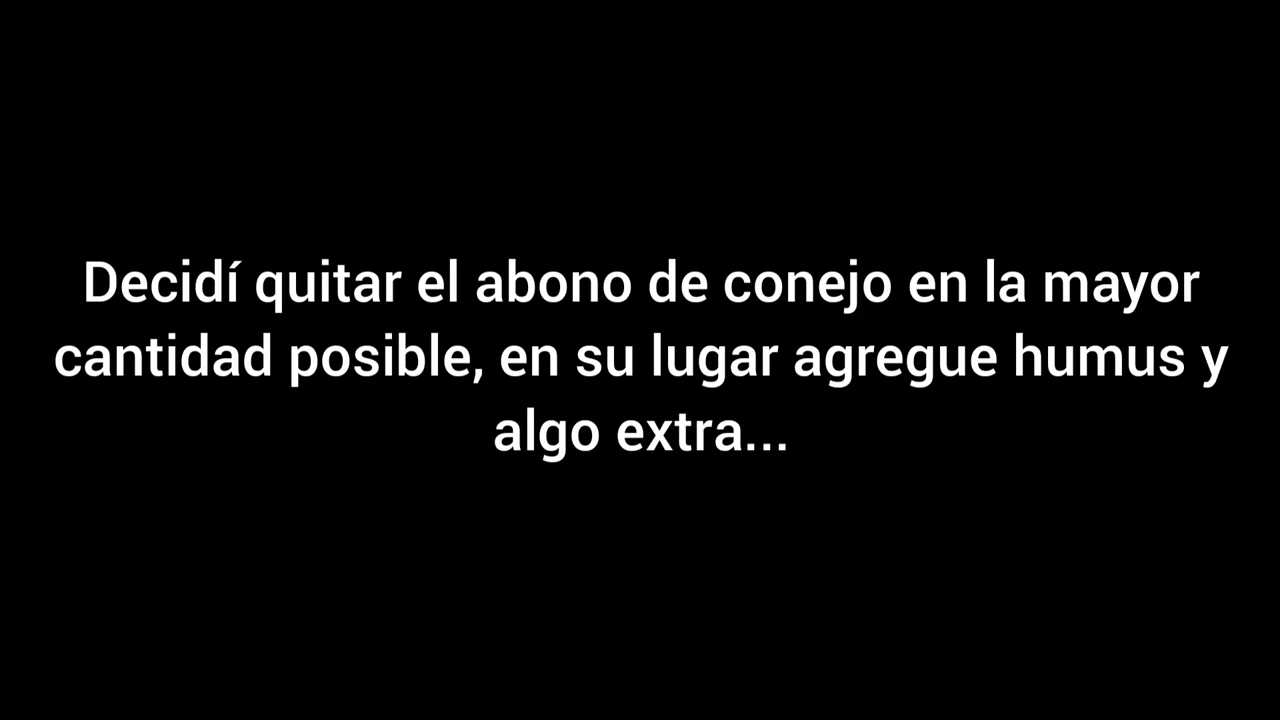 Decidí quitar el abono de conejo en la mayor
cantidad posible, en su lugar agregue humus y
algo extra...